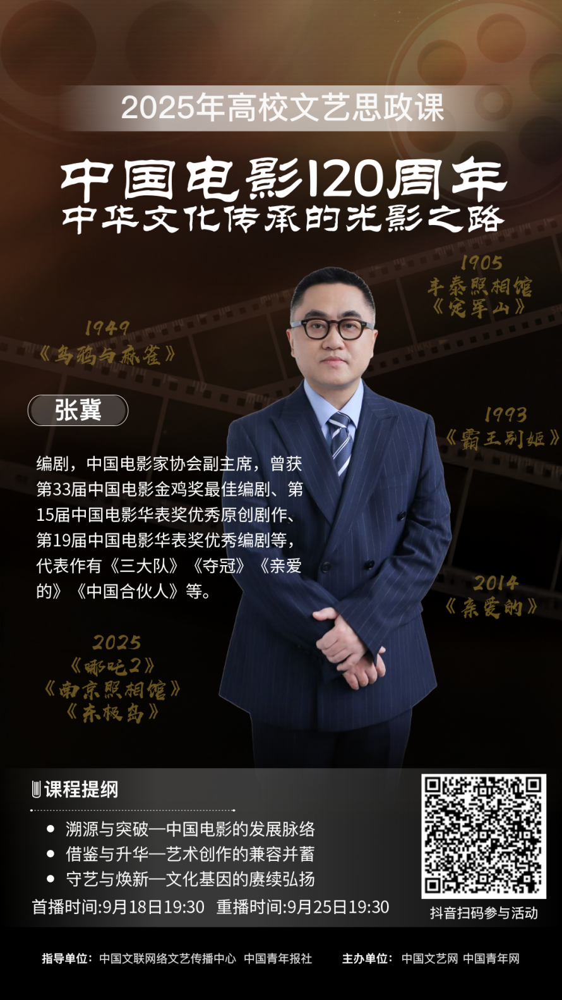 2025年高校文艺思政课
中国电影120周年
中华文化传承的光影之路
1905
丰泰照相馆
《定军山》
1949
《乌鸦与麻雀》
张冀
1993
《霸王别姬》
编剧，中国电影家协会副主席，曾获
第33届中国电影金鸡奖最佳编剧、第
15届中国电影华表奖优秀原创剧作、
第19届中国电影华表奖优秀编剧等，
代表作有《三大队》《夺冠》《亲爱
的》《中国合伙人》等。
2014
《亲爱的》
2025
《哪吒2》
《南京照相馆》
《东极岛》
课程提纲
溯源与突破—中国电影的发展脉络
借鉴与升华—艺术创作的兼容并蓄
守艺与焕新—文化基因的赓续弘扬
首播时间:9月18日19:30 重播时间:9月25日19:30
抖音扫码参与活动
指导单位：中国文联网络文艺传播中心 中国青年报社 主办单位： 中国文艺网 中国青年网